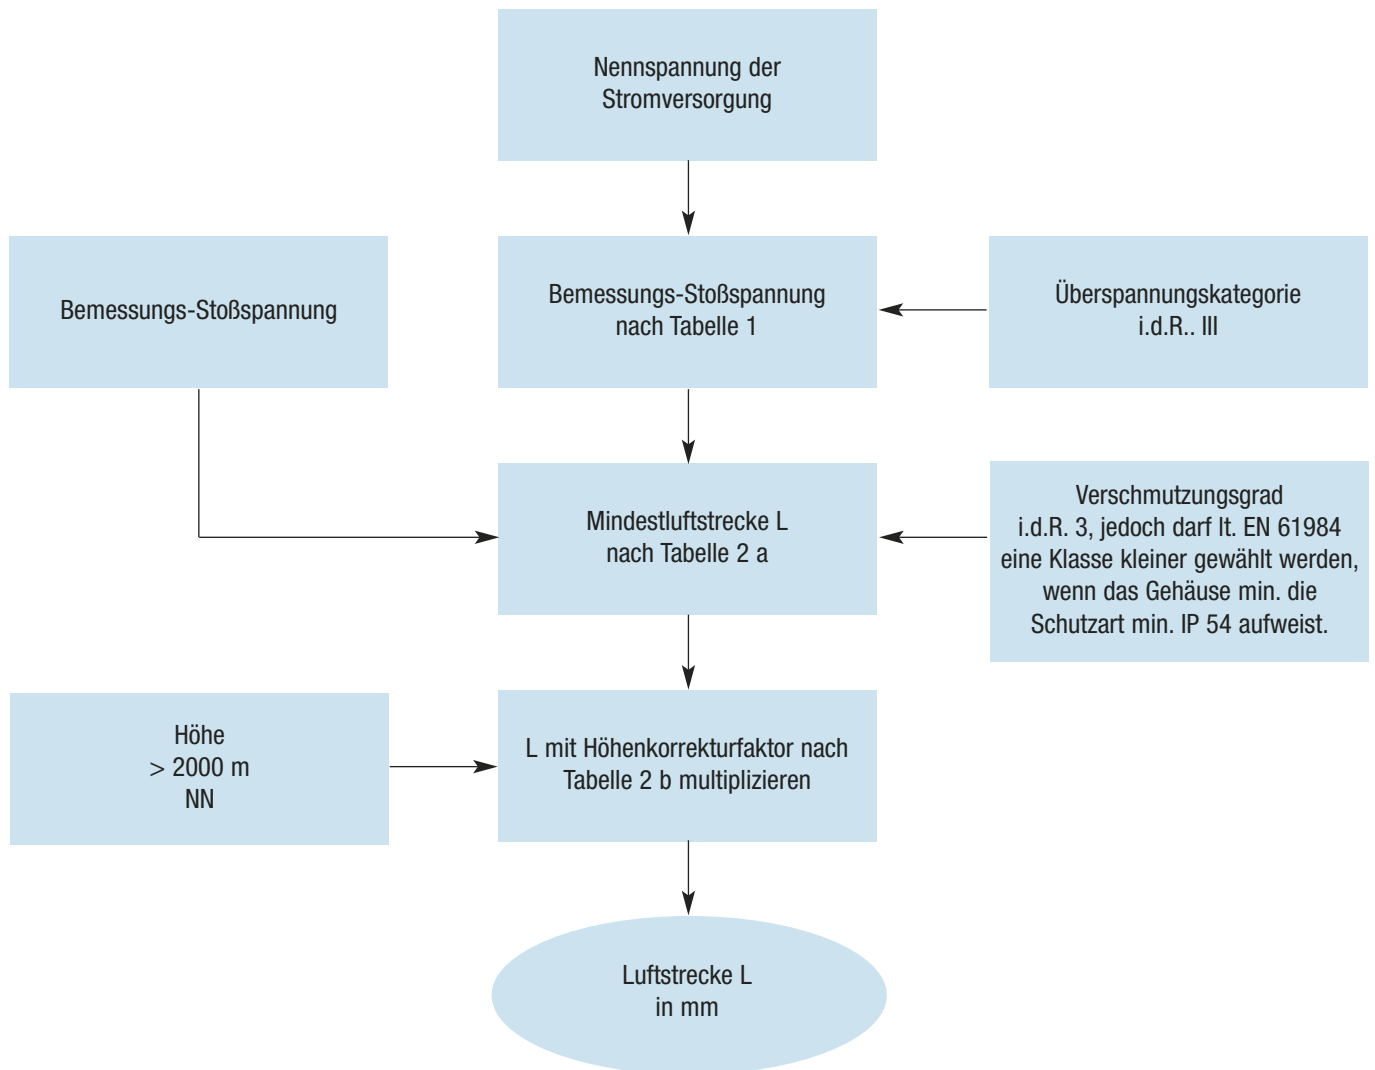 Nennspannung der
Stromversorgung
Bemessungs-Stoßspannung
Bemessungs-Stoßspannung
nach Tabelle 1
Überspannungskategorie
i.d.R.. III
Mindestluftstrecke L
nach Tabelle 2 a
Verschmutzungsgrad
i.d.R. 3, jedoch darf lt. EN 61984
eine Klasse kleiner gewählt werden,
wenn das Gehäuse min. die
Schutzart min. IP 54 aufweist.
Höhe
> 2000 m
NN
L mit Höhenkorrekturfaktor nach
Tabelle 2 b multiplizieren
Luftstrecke L
in mm